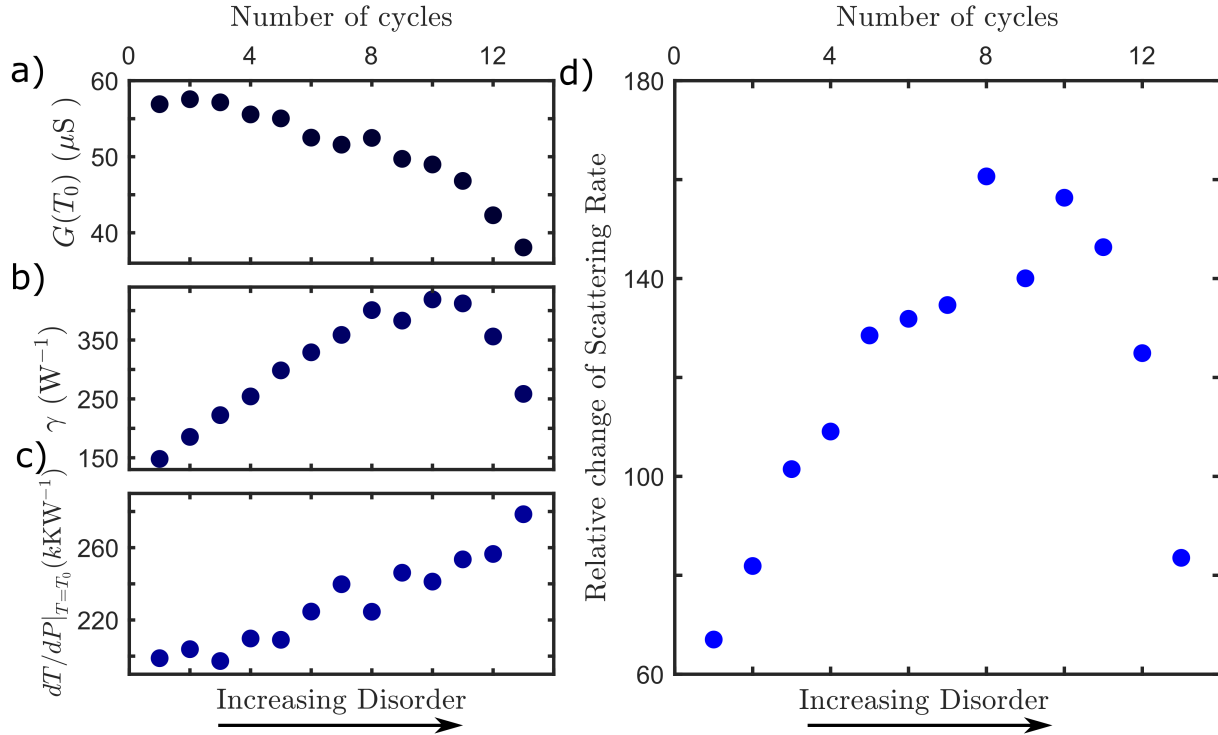 Number of cycles
0 4 8 12
a)
60
50
40
G(T₀) (μS )
b)
350
250
150
γ (W⁻¹)
c)
260
220
dT/dP|T=T₀(kKW⁻¹)
Increasing Disorder
Number of cycles
0 4 8 12
d)
180
140
100
60
Relative change of Scattering Rate
Increasing Disorder